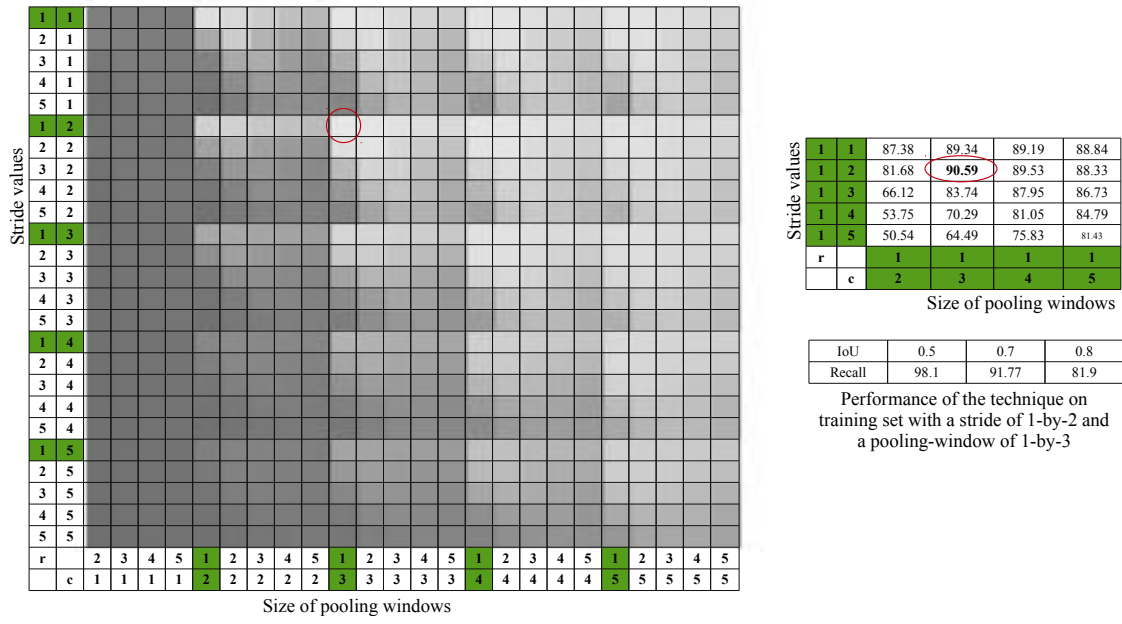 Stride values
1 1
2 1
3 1
4 1
5 1
1 2
2 2
3 2
4 2
5 2
1 3
2 3
3 3
4 3
5 3
1 4
2 4
3 4
4 4
5 4
1 5
2 5
3 5
4 5
5 5
r 2 3 4 5 1 2 3 4 5 1 2 3 4 5 1 2 3 4 5 1 2 3 4 5
c 1 1 1 1 2 2 2 2 2 3 3 3 3 3 4 4 4 4 4 5 5 5 5 5
Size of pooling windows
Stride values
1 1 87.38 89.34 89.19 88.84
1 2 81.68 90.59 89.53 88.33
1 3 66.12 83.74 87.95 86.73
1 4 53.75 70.29 81.05 84.79
1 5 50.54 64.49 75.83 81.43
r 1 1 1 1
c 2 3 4 5
Size of pooling windows
IoU 0.5 0.7 0.8
Recall 98.1 91.77 81.9
Performance of the technique on
training set with a stride of 1-by-2 and
a pooling-window of 1-by-3